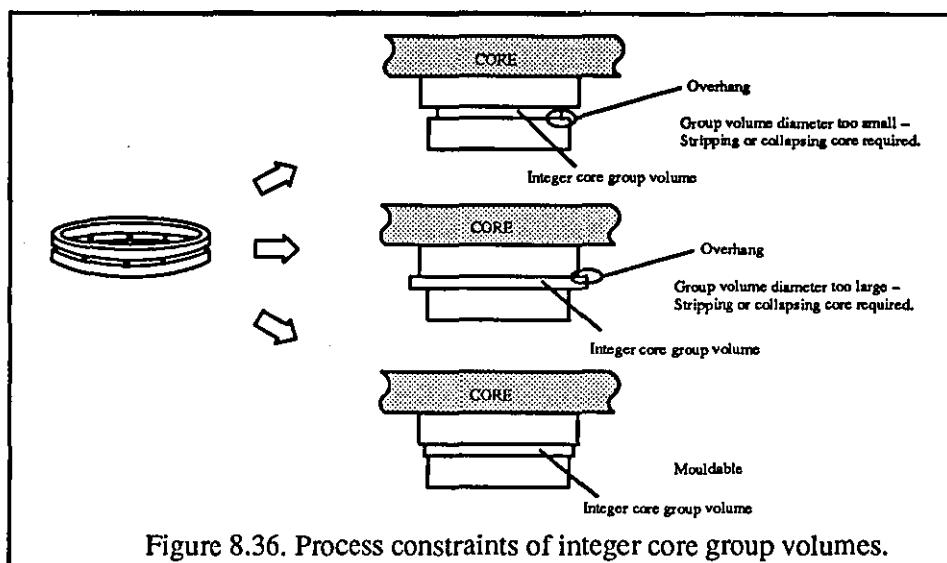 CORE
Overhang
Group volume diameter too small –
Stripping or collapsing core required.
Integer core group volume
CORE
Overhang
Group volume diameter too large –
Stripping or collapsing core required.
Integer core group volume
CORE
Mouldable
Integer core group volume
Figure 8.36. Process constraints of integer core group volumes.